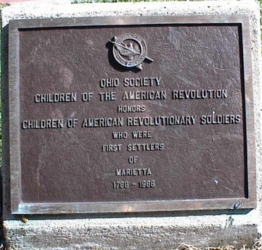 OHIO SOCIETY
CHILDREN OF THE AMERICAN REVOLUTION
HONORS
CHILDREN OF AMERICAN REVOLUTIONARY SOLDIERS
WHO WERE
FIRST SETTLERS
OF
MARIETTA
1788 - 1988